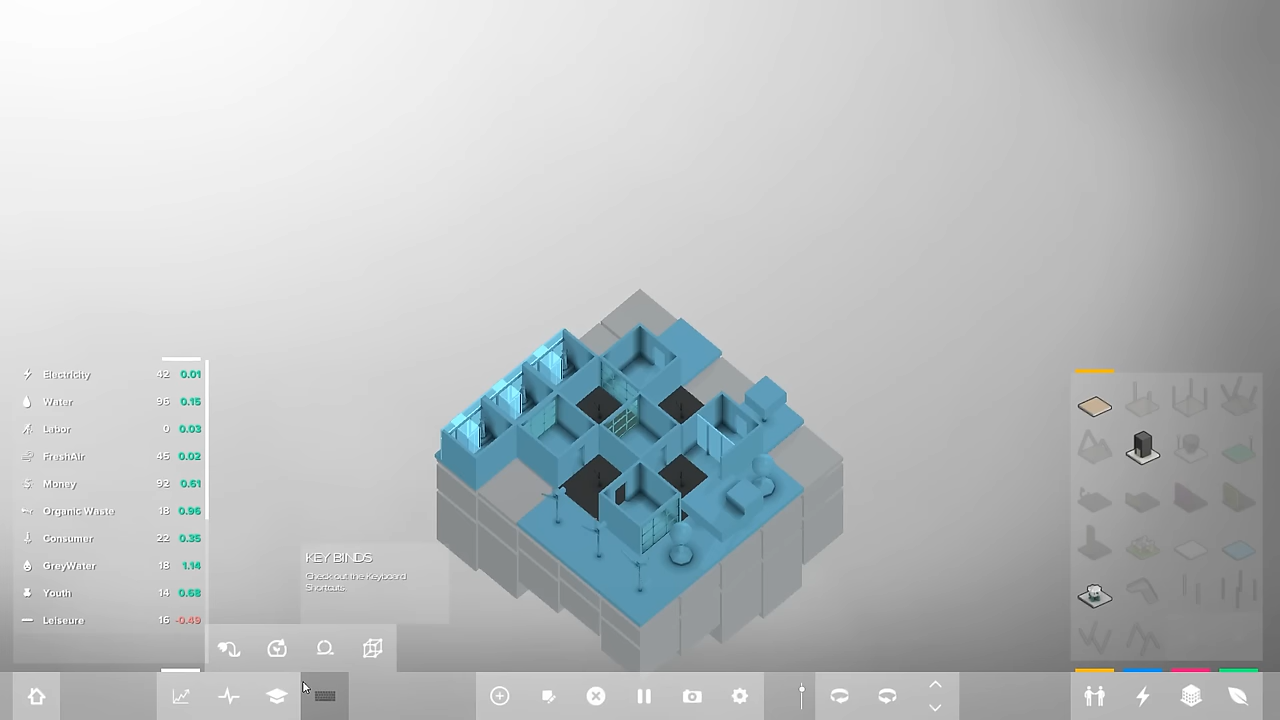 Electricity 42 0.01
Water 96 0.15
Labor 0 0.03
FreshAir 45 0.02
Money 92 0.61
Organic Waste 18 0.96
Consumer 22 0.35
GreyWater 18 1.14
Youth 14 0.68
Leiseure 16 -0.49
KEY BINDS
Check out the Keyboard
Shortcuts